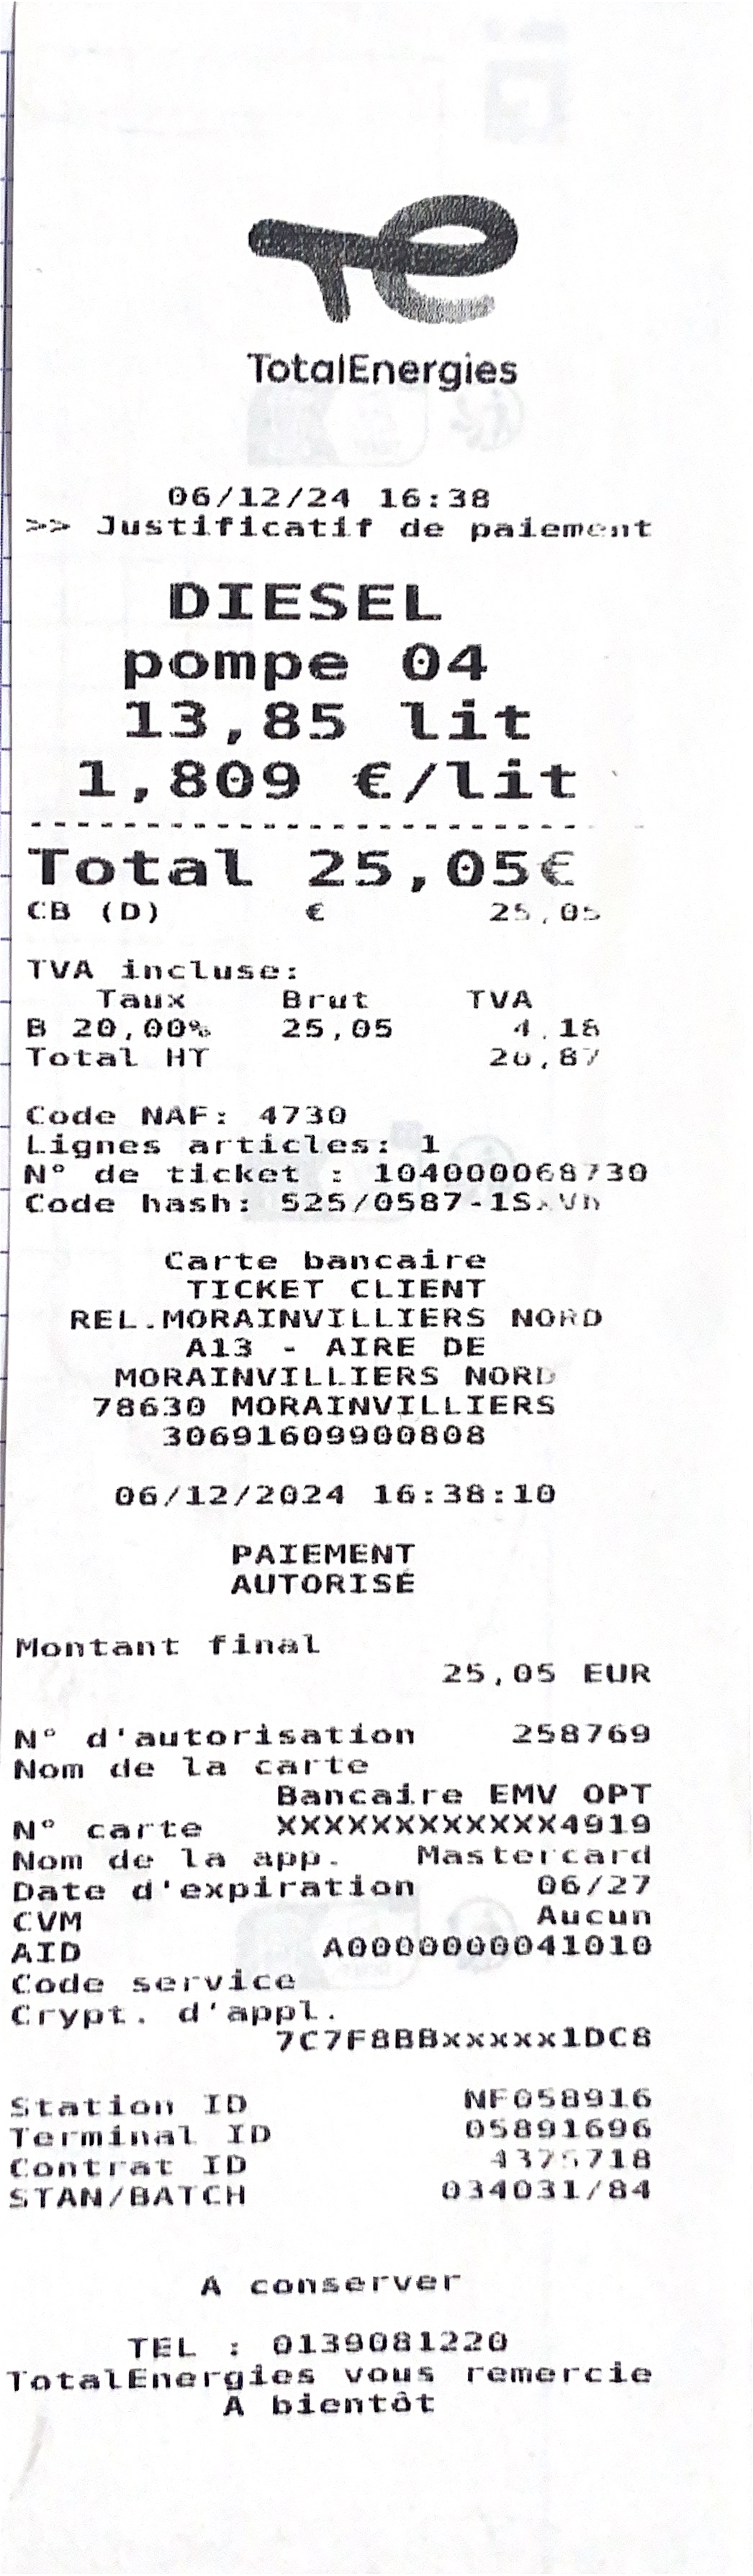 TotalEnergies
06/12/24 16:38
>> Justificatif de paiement
DIESEL
pompe 04
13,85 lit
1,809 €/lit
Total 25,05€
CB (D) € 25,05
TVA incluse:
Taux Brut TVA
B 20,00% 25,05 4,18
Total HT 20,87
Code NAF: 4730
Lignes articles: 1
N° de ticket : 104000068730
Code hash:
Carte bancaire
TICKET CLIENT
REL.MORAINVILLIERS NORD
A13 - AIRE DE
MORAINVILLIERS NORD
78630 MORAINVILLIERS
30691609900808
06/12/2024 16:38:10
PAIEMENT
AUTORISÉ
Montant final
25,05 EUR
N° d'autorisation 258769
Nom de la carte
Bancaire EMV OPT
N° carte XXXXXXXXXXXX4919
Nom de la app. Mastercard
Date d'expiration 06/27
CVM Aucun
AID A0000000041010
Code service
Crypt. d'appl.
7C7F8BBxxxxx1DC8
Station ID NF058916
Terminal ID 05891696
Contrat ID
STAN/BATCH 034031/84
A conserver
TEL : 0139081220
TotalEnergies vous remercie
A bientôt